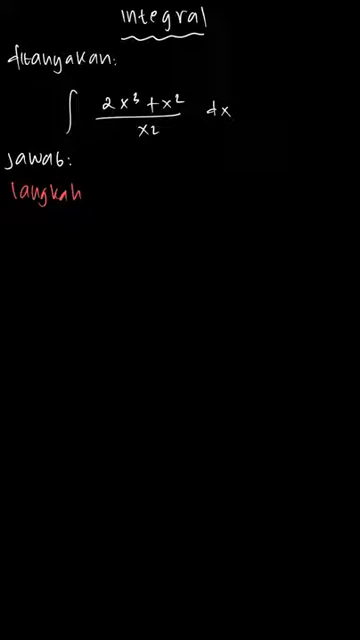 Integral
ditanyakan:
∫ (2x³ + x²)/x2 dx
Jawab:
langkah